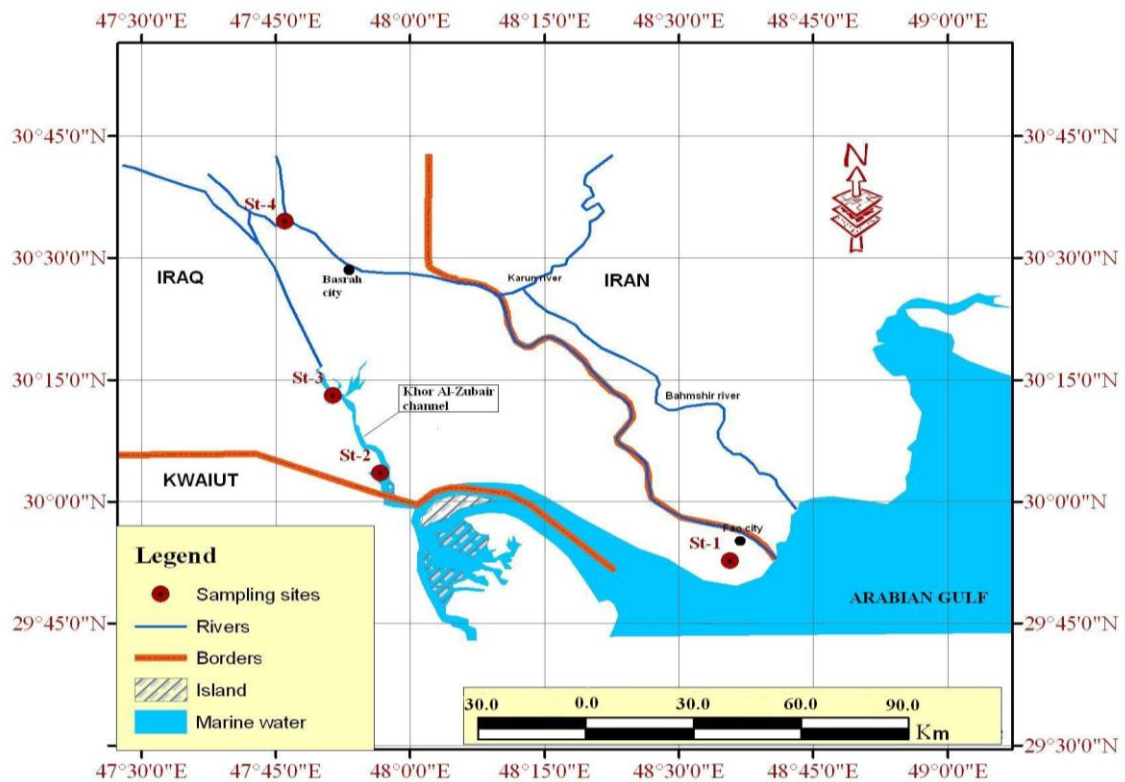 47°30'0"E 47°45'0"E 48°0'0"E 48°15'0"E 48°30'0"E 48°45'0"E 49°0'0"E
N
30°45'0"N 30°45'0"N
St-4
30°30'0"N 30°30'0"N
IRAQ
Basrah
city
Karun river
IRAN
30°15'0"N 30°15'0"N
St-3
Khor Al-Zubair
channel
Bahmshir river
St-2
KWAIUT
30°0'0"N 30°0'0"N
Fao city
St-1
ARABIAN GULF
29°45'0"N 29°45'0"N
Legend
Sampling sites
Rivers
Borders
Island
Marine water
30.0 0.0 30.0 60.0 90.0
Km
29°30'0"N
47°30'0"E 47°45'0"E 48°0'0"E 48°15'0"E 48°30'0"E 48°45'0"E 49°0'0"E